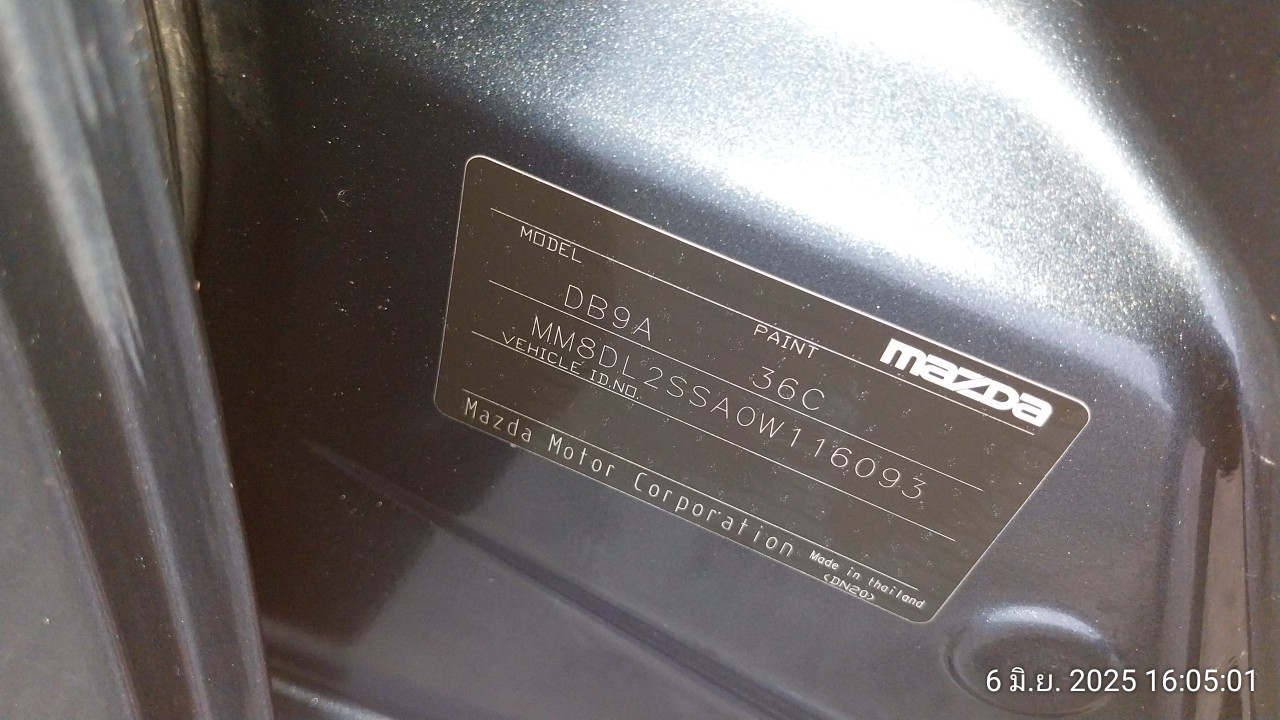 MODEL
PAINT
mazda
DB9A
36C
MM8DL2SSA0W116093
VEHICLE ID.NO.
Mazda Motor Corporation
Made in thailand
<DN20>
6 มิ.ย. 2025 16:05:01